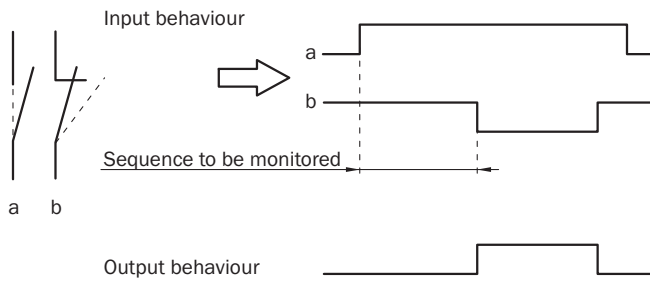 Input behaviour
a
b
Sequence to be monitored
a b
Output behaviour